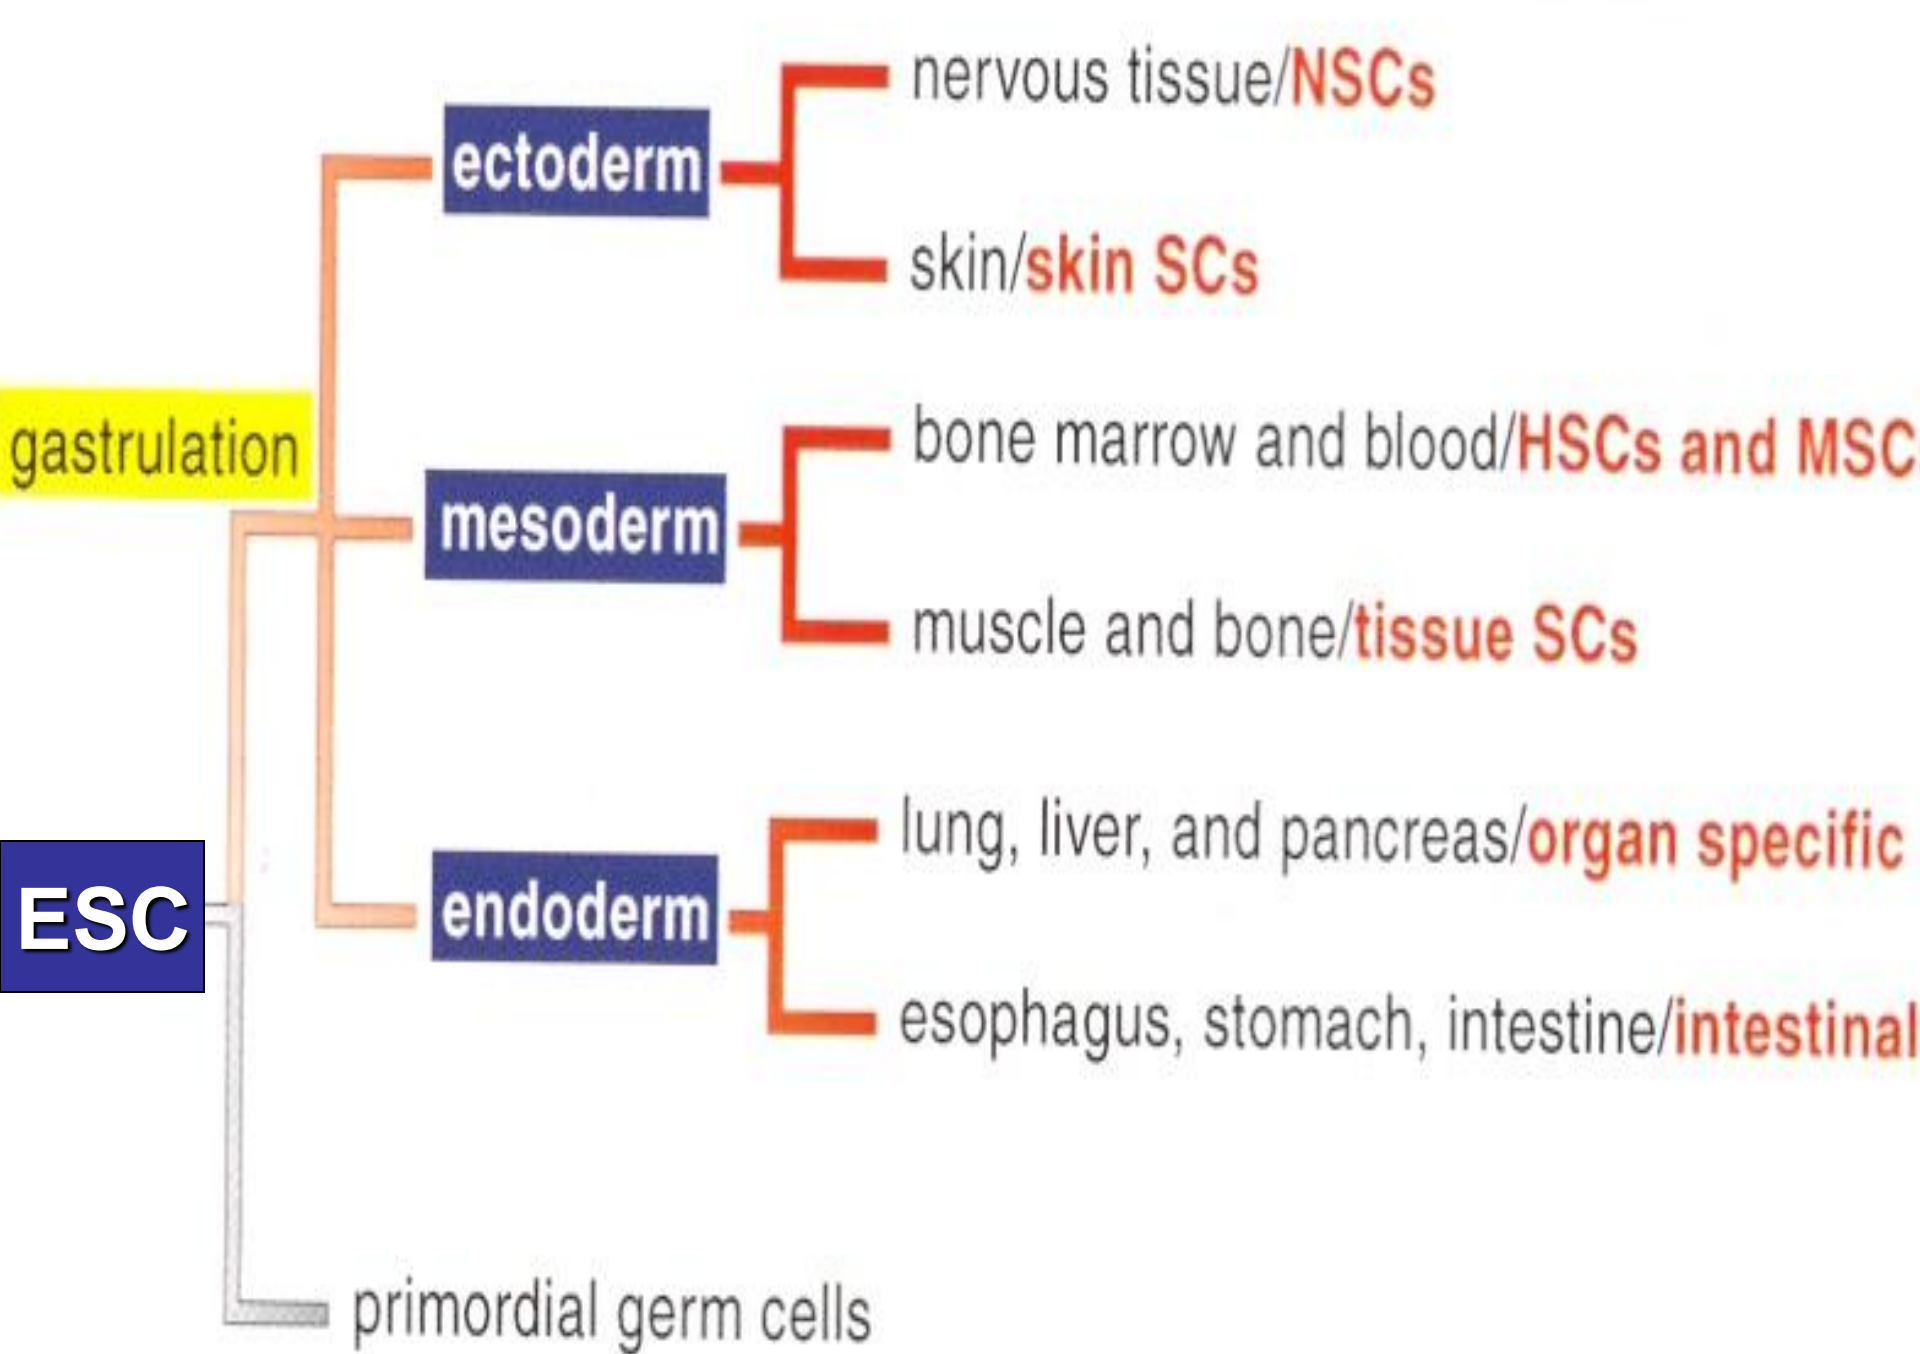 nervous tissue/NSCs
ectoderm
skin/skin SCs
gastrulation
bone marrow and blood/HSCs and MSC
mesoderm
muscle and bone/tissue SCs
lung, liver, and pancreas/organ specific
ESC
endoderm
esophagus, stomach, intestine/intestinal
primordial germ cells